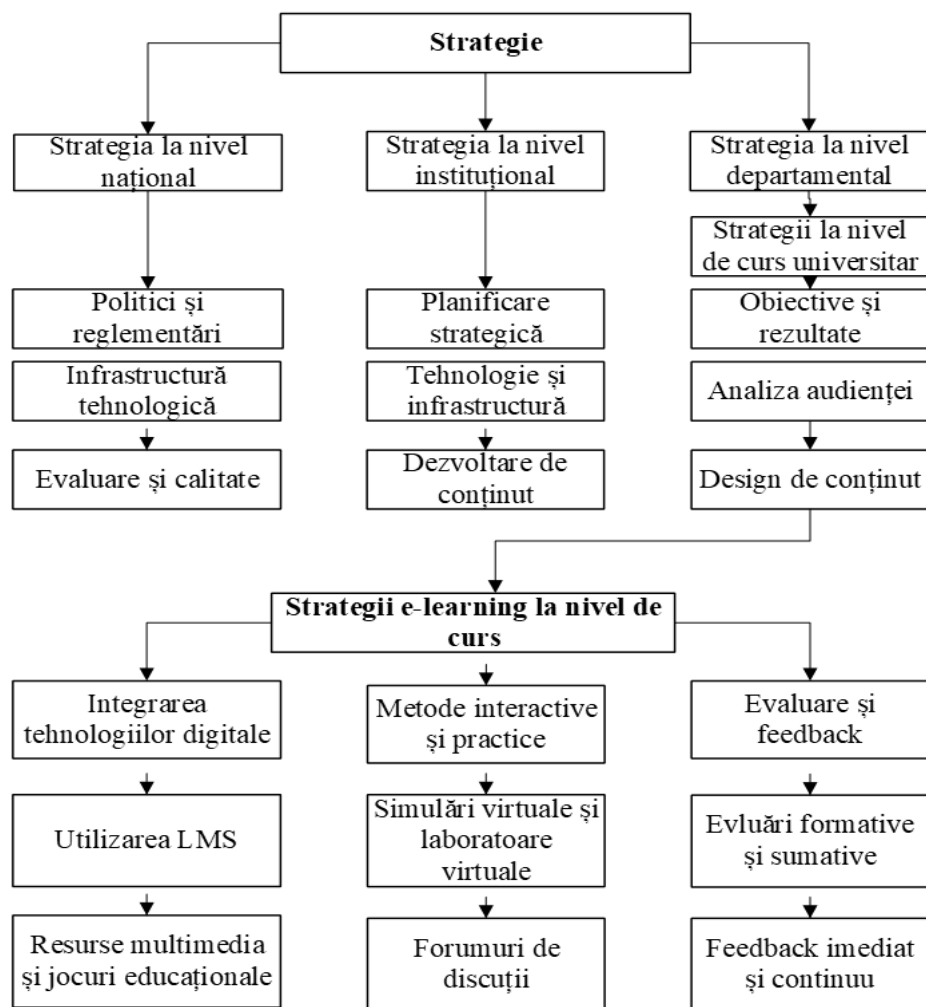 Strategie
Strategia la nivel
național
Strategia la nivel
instituțional
Strategia la nivel
departamental
Strategii la nivel
de curs universitar
Politici și
reglementări
Planificare
strategică
Obiective și
rezultate
Infrastructură
tehnologică
Tehnologie și
infrastructură
Analiza audienței
Evaluare și calitate
Dezvoltare de
conținut
Design de conținut
Strategii e-learning la nivel de
curs
Integrarea
tehnologiilor digitale
Metode interactive
și practice
Evaluare și
feedback
Utilizarea LMS
Simulări virtuale și
laboratoare
virtuale
Evluări formative
și sumative
Resurse multimedia
și jocuri educaționale
Forumuri de
discuții
Feedback imediat
și continuu